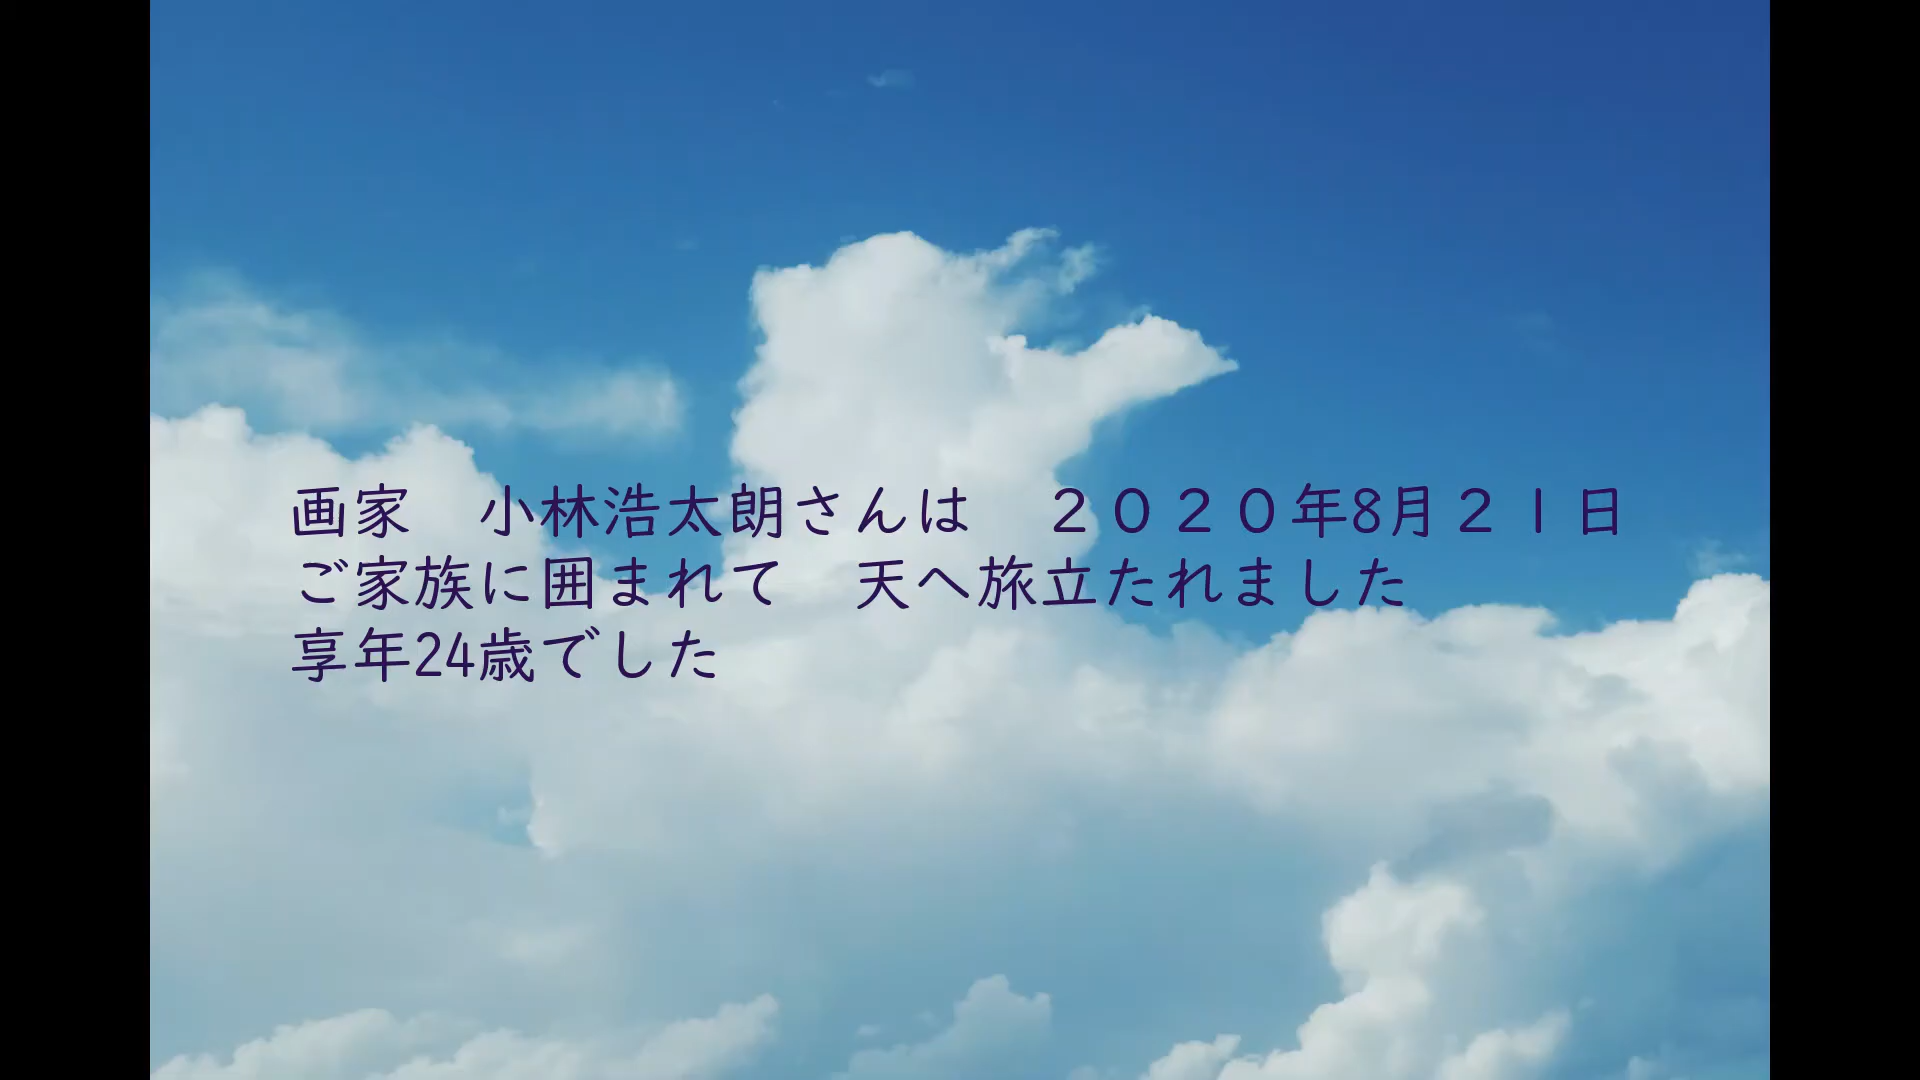 画家　小林浩太朗さんは　２０２０年8月２１日
ご家族に囲まれて　天へ旅立たれました
享年24歳でした